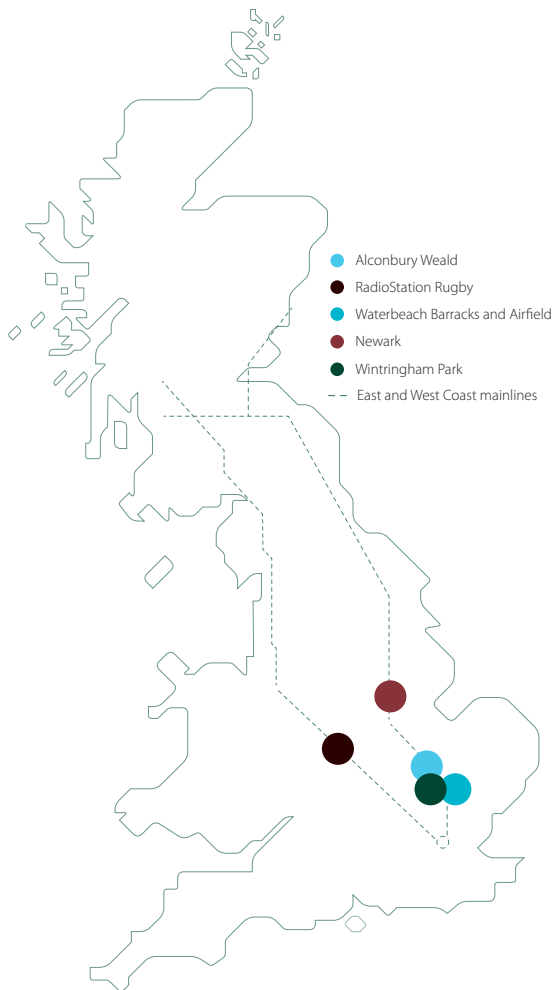 Alconbury Weald
RadioStation Rugby
Waterbeach Barracks and Airfield
Newark
Wintringham Park
East and West Coast mainlines